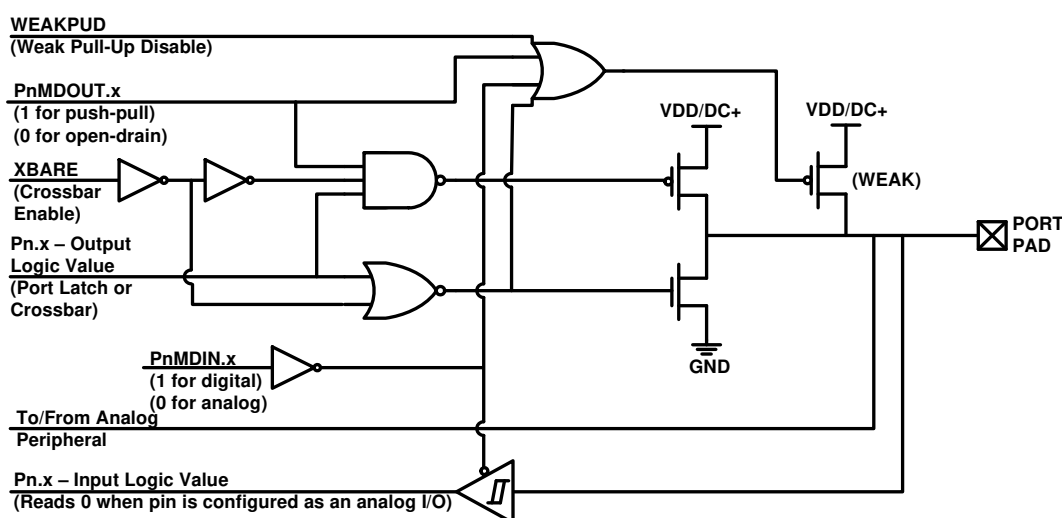 WEAKPUD
(Weak Pull-Up Disable)
PnMDOUT.x
(1 for push-pull)
(0 for open-drain)
XBARE
(Crossbar
Enable)
Pn.x – Output
Logic Value
(Port Latch or
Crossbar)
PnMDIN.x
(1 for digital)
(0 for analog)
To/From Analog
Peripheral
Pn.x – Input Logic Value
(Reads 0 when pin is configured as an analog I/O)
VDD/DC+
VDD/DC+
(WEAK)
PORT
PAD
GND